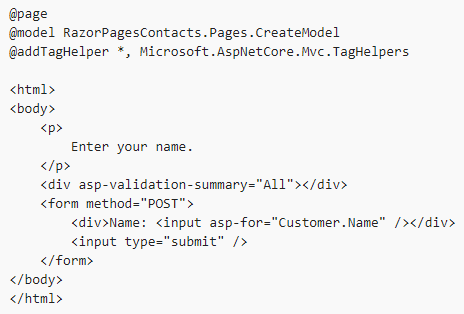 @page
@model RazorPagesContacts.Pages.CreateModel
@addTagHelper *, Microsoft.AspNetCore.Mvc.TagHelpers

<html>
<body>
    <p>
        Enter your name.
    </p>
    <div asp-validation-summary="All"></div>
    <form method="POST">
        <div>Name: <input asp-for="Customer.Name" /></div>
        <input type="submit" />
    </form>
</body>
</html>